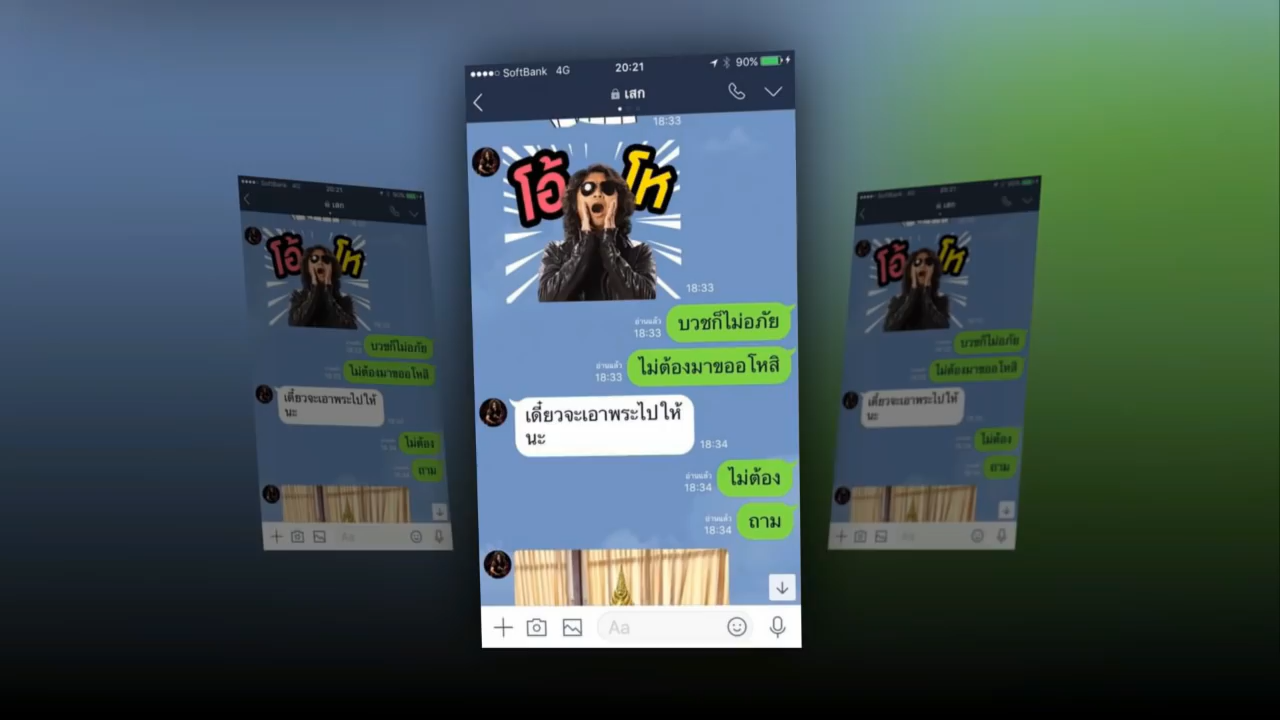 SoftBank 4G 20:21 90%
เสก
18:33
โอ้ โห
18:33
บวชก็ไม่อภัย
อ่านแล้ว
18:33
ไม่ต้องมาขออโหสิ
อ่านแล้ว
18:33
เดี๋ยวจะเอาพระไปให้
นะ
18:34
ไม่ต้อง
อ่านแล้ว
18:34
ถาม
อ่านแล้ว
18:34
Aa